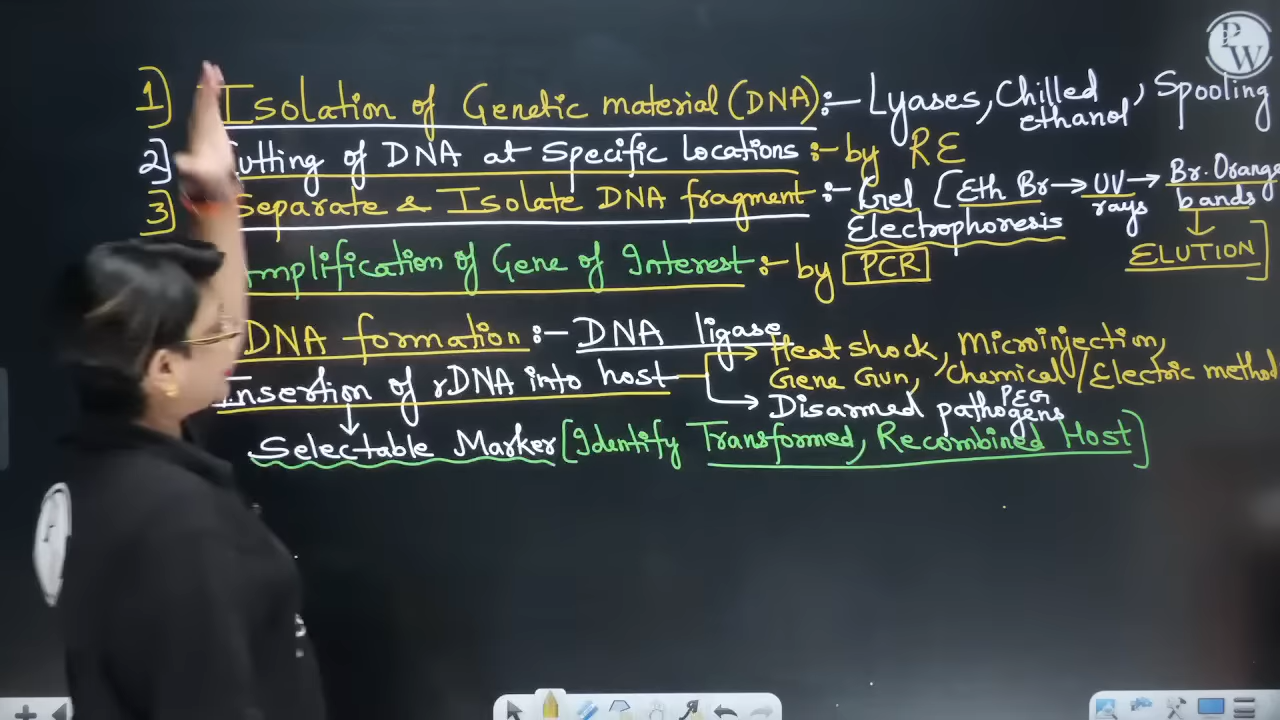 PW
1) Isolation of Genetic material (DNA) :- Lyases, Chilled ethanol, Spooling
2) Cutting of DNA at Specific Locations :- by RE
3) Separate & Isolate DNA fragment :- Gel Electrophoresis [Eth Br → UV rays → Br. Orange bands ↓ ELUTION]
mplification of Gene of Interest :- by PCR
DNA formation :- DNA ligase
Insertion of rDNA into host → Heat shock, Microinjection,
Gene Gun, Chemical / Electric method
PEG
→ Disarmed pathogens
↓
Selectable Marker [Identify Transformed, Recombined Host]